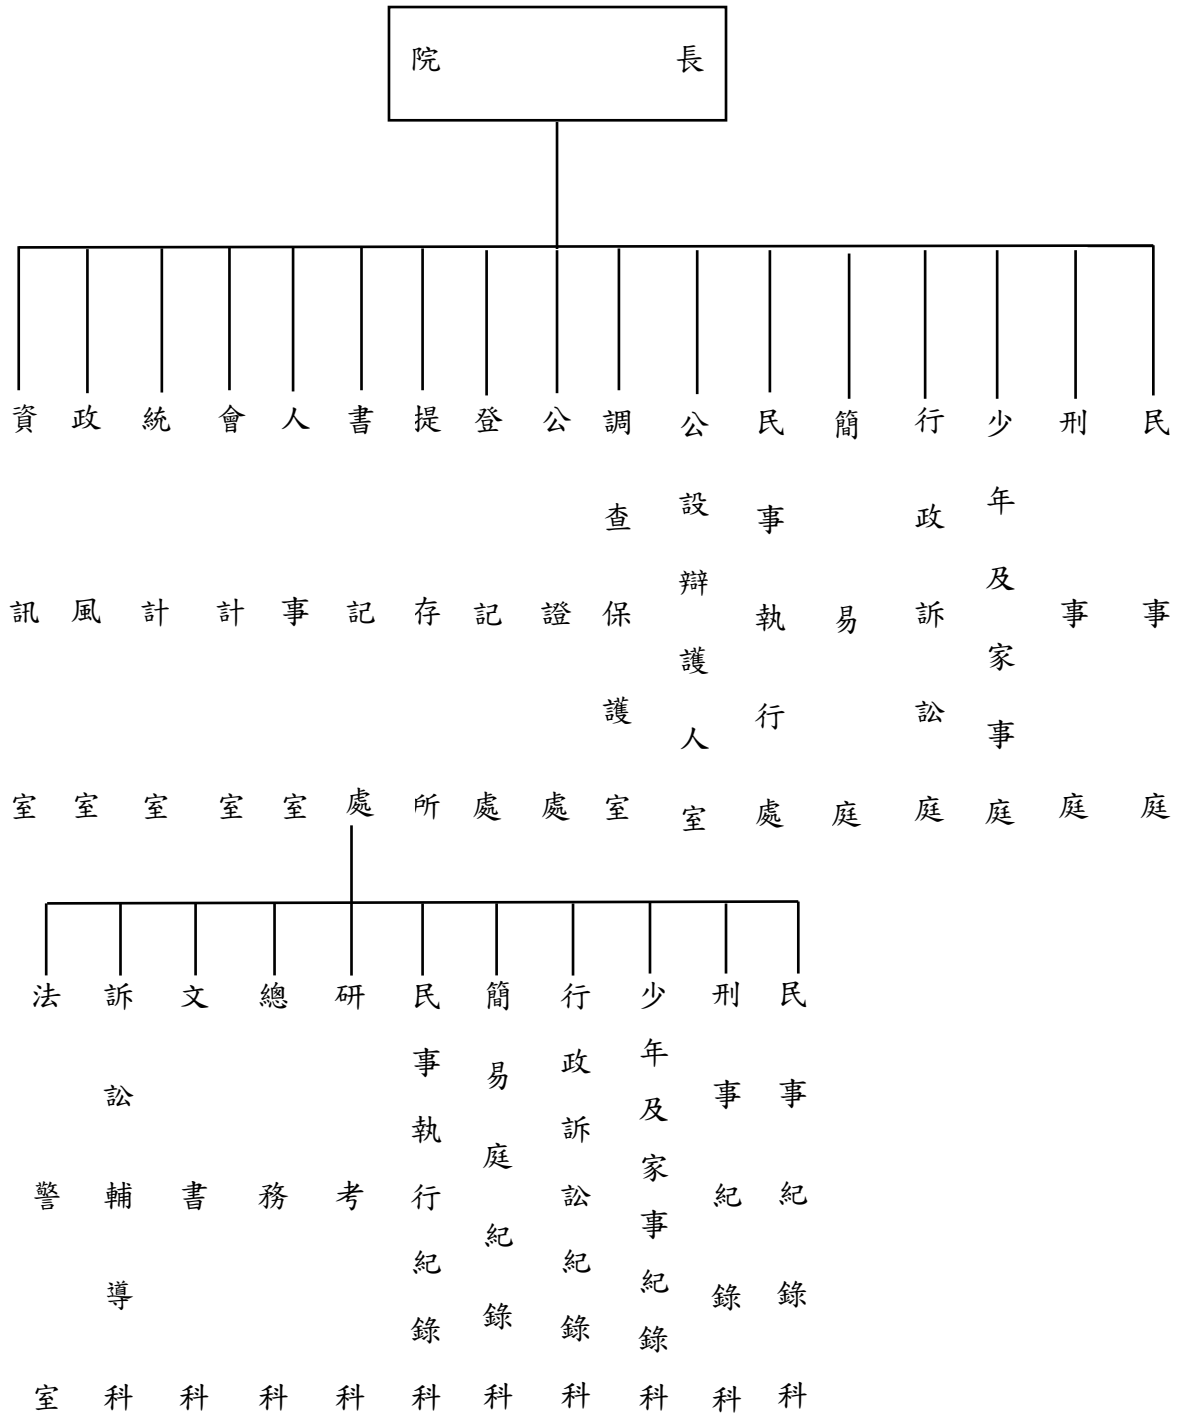 院長
民事庭
刑事庭
少年及家事庭
行政訴訟庭
簡易庭
民事執行處
公設辯護人室
調查保護室
公證處
登記處
提存所
書記處
人事室
會計室
統計室
政風室
資訊室
民事紀錄科
刑事紀錄科
少年及家事紀錄科
行政訴訟紀錄科
簡易庭紀錄科
民事執行紀錄科
研考科
總務科
文書科
訴訟輔導科
法警室